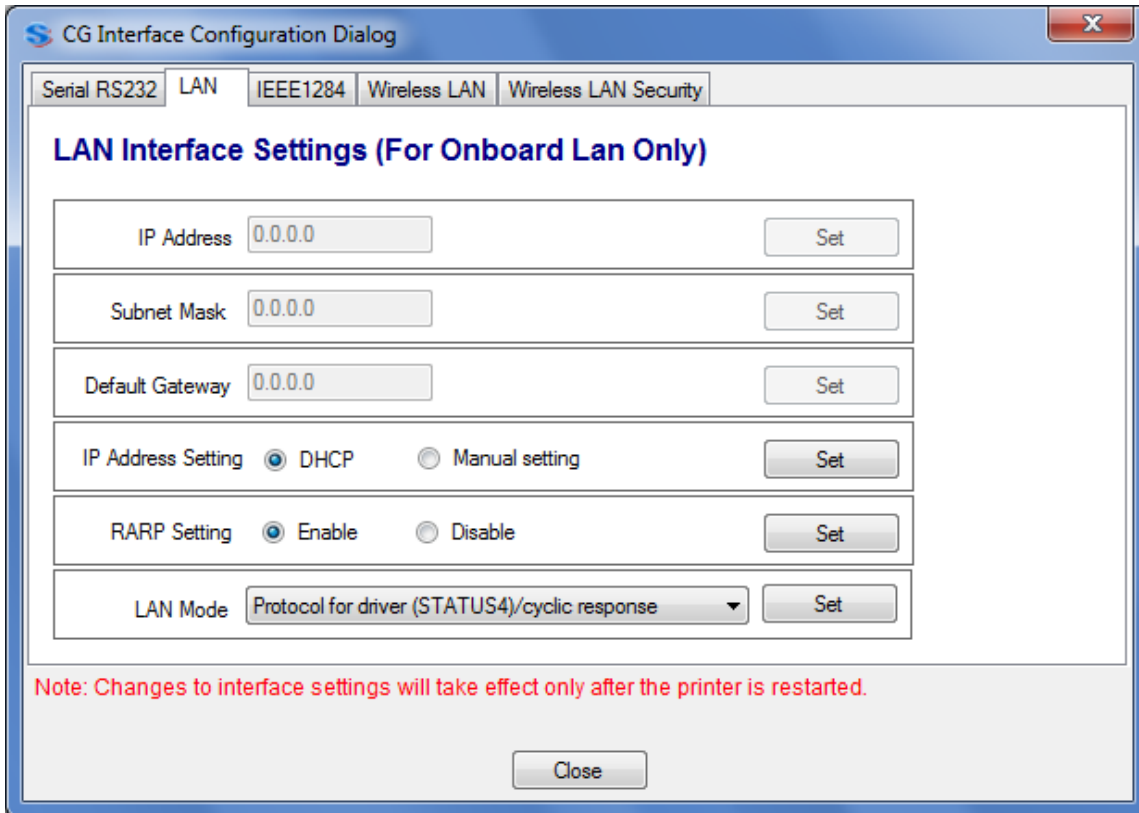 CG Interface Configuration Dialog
Serial RS232 LAN IEEE1284 Wireless LAN Wireless LAN Security
LAN Interface Settings (For Onboard Lan Only)
IP Address 0.0.0.0 Set
Subnet Mask 0.0.0.0 Set
Default Gateway 0.0.0.0 Set
IP Address Setting DHCP Manual setting Set
RARP Setting Enable Disable Set
LAN Mode Protocol for driver (STATUS4)/cyclic response Set
Note: Changes to interface settings will take effect only after the printer is restarted.
Close